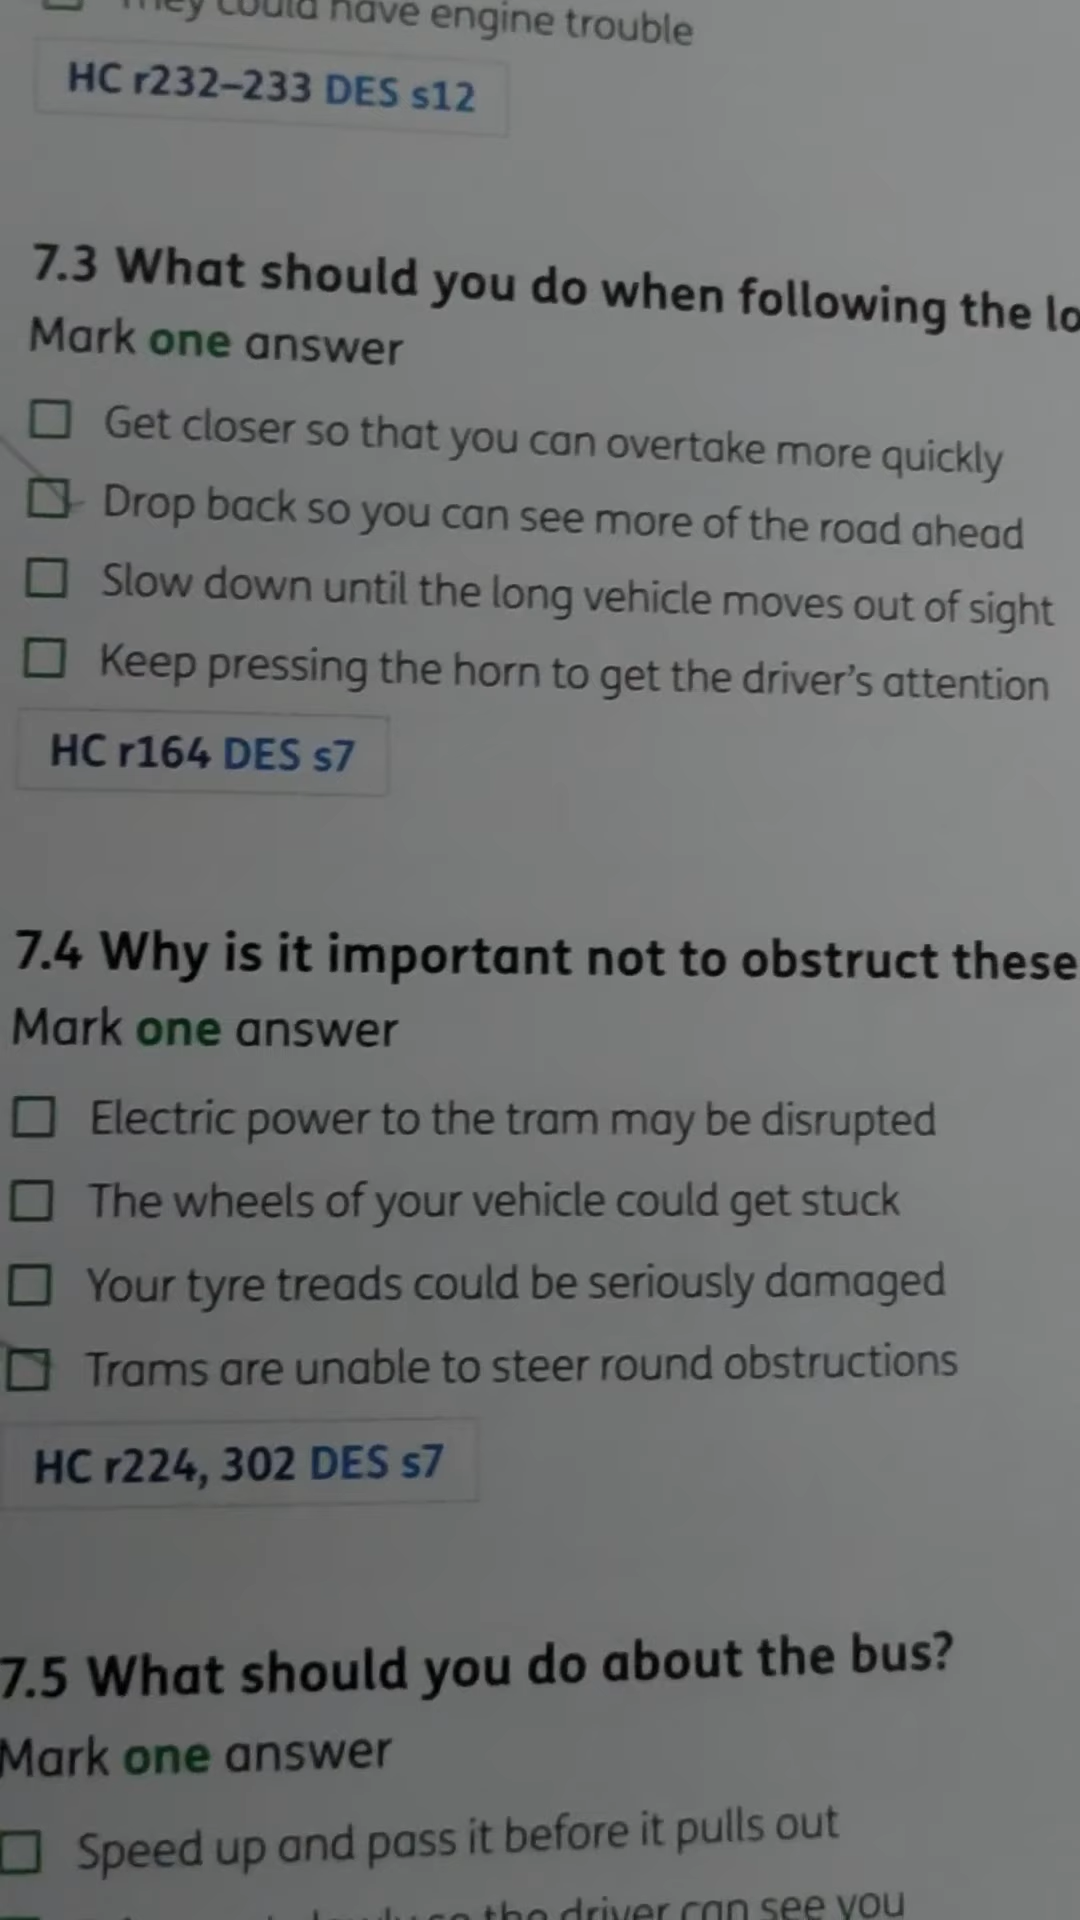 They could have engine trouble
HC r232–233 DES s12
7.3 What should you do when following the
Mark one answer
Get closer so that you can overtake more quickly
Drop back so you can see more of the road ahead
Slow down until the long vehicle moves out of sight
Keep pressing the horn to get the driver's attention
HC r164 DES s7
7.4 Why is it important not to obstruct these
Mark one answer
Electric power to the tram may be disrupted
The wheels of your vehicle could get stuck
Your tyre treads could be seriously damaged
Trams are unable to steer round obstructions
HC r224, 302 DES s7
7.5 What should you do about the bus?
Mark one answer
Speed up and pass it before it pulls out
so the driver can see you